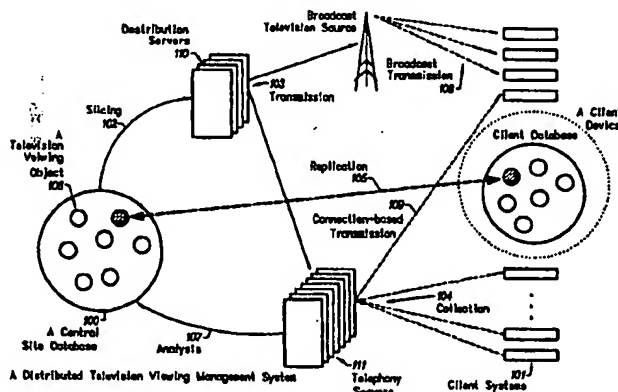 Distribution
Servers
110
Broadcast
Television Source
Broadcast
Transmission
108
103
Transmission
Slicing
102
A
Television
Viewing
Object
A Client
Device
Client Database
Replication
106
109
Connection-based
Transmission
100
A Central
Site Database
107
Analysis
104
Collection
111
Telephony
Servers
101
Client Systems
A Distributed Television Viewing Management System